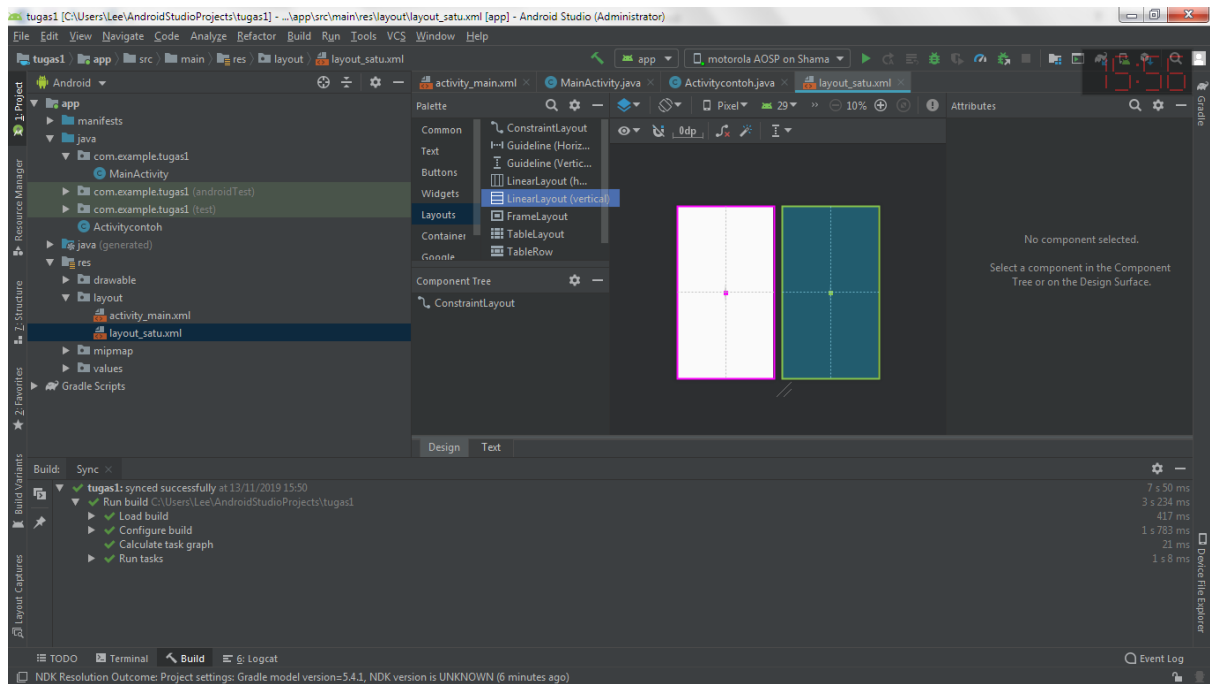 tugas1 [C:\Users\Lee\AndroidStudioProjects\tugas1] - ...\app\src\main\res\layout\layout_satu.xml [app] - Android Studio (Administrator)
File Edit View Navigate Code Analyze Refactor Build Run Tools VCS Window Help
tugas1 app src main res layout layout_satu.xml
app motorola AOSP on Shama
15:56
Android
activity_main.xml MainActivity.java Activitycontoh.java layout_satu.xml
1: Project
Resource Manager
7: Structure
2: Favorites
Build Variants
Layout Captures
app
manifests
java
com.example.tugas1
MainActivity
com.example.tugas1 (androidTest)
com.example.tugas1 (test)
Activitycontoh
java (generated)
res
drawable
layout
activity_main.xml
layout_satu.xml
mipmap
values
Gradle Scripts
Palette
Common
Text
Buttons
Widgets
Layouts
Container
Google
ConstraintLayout
Guideline (Horiz...
Guideline (Vertic...
LinearLayout (h...
LinearLayout (vertical)
FrameLayout
TableLayout
TableRow
Component Tree
ConstraintLayout
Pixel 29 » 10%
0dp
Attributes
No component selected.
Select a component in the Component
Tree or on the Design Surface.
Gradle
Device File Explorer
Design Text
Build: Sync
tugas1: synced successfully at 13/11/2019 15:50 7 s 50 ms
Run build C:\Users\Lee\AndroidStudioProjects\tugas1 3 s 234 ms
Load build 417 ms
Configure build 1 s 783 ms
Calculate task graph 21 ms
Run tasks 1 s 8 ms
TODO Terminal Build 6: Logcat Event Log
NDK Resolution Outcome: Project settings: Gradle model version=5.4.1, NDK version is UNKNOWN (6 minutes ago)